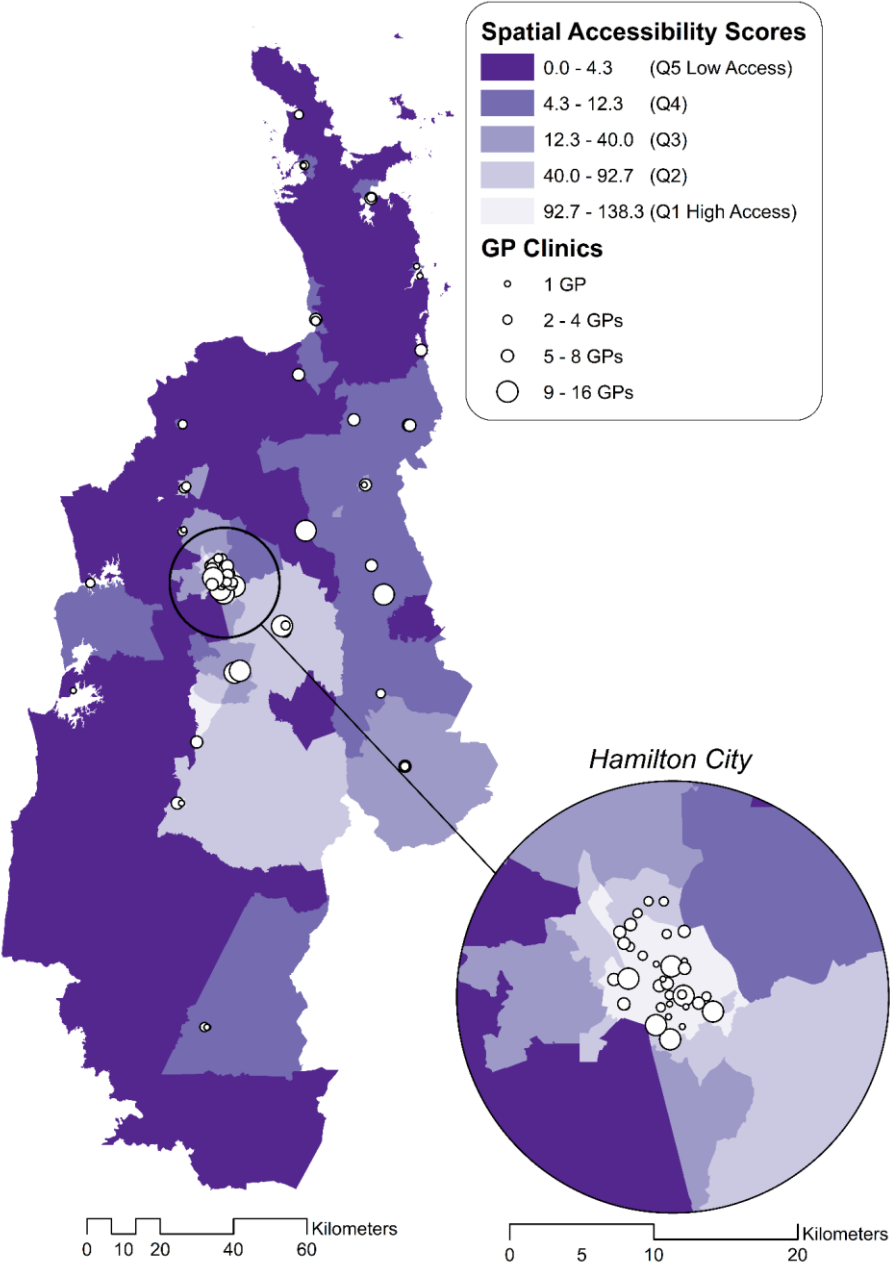 Spatial Accessibility Scores
0.0 - 4.3 (Q5 Low Access)
4.3 - 12.3 (Q4)
12.3 - 40.0 (Q3)
40.0 - 92.7 (Q2)
92.7 - 138.3 (Q1 High Access)
GP Clinics
1 GP
2 - 4 GPs
5 - 8 GPs
9 - 16 GPs
Hamilton City
Kilometers
0 10 20 40 60
Kilometers
0 5 10 20